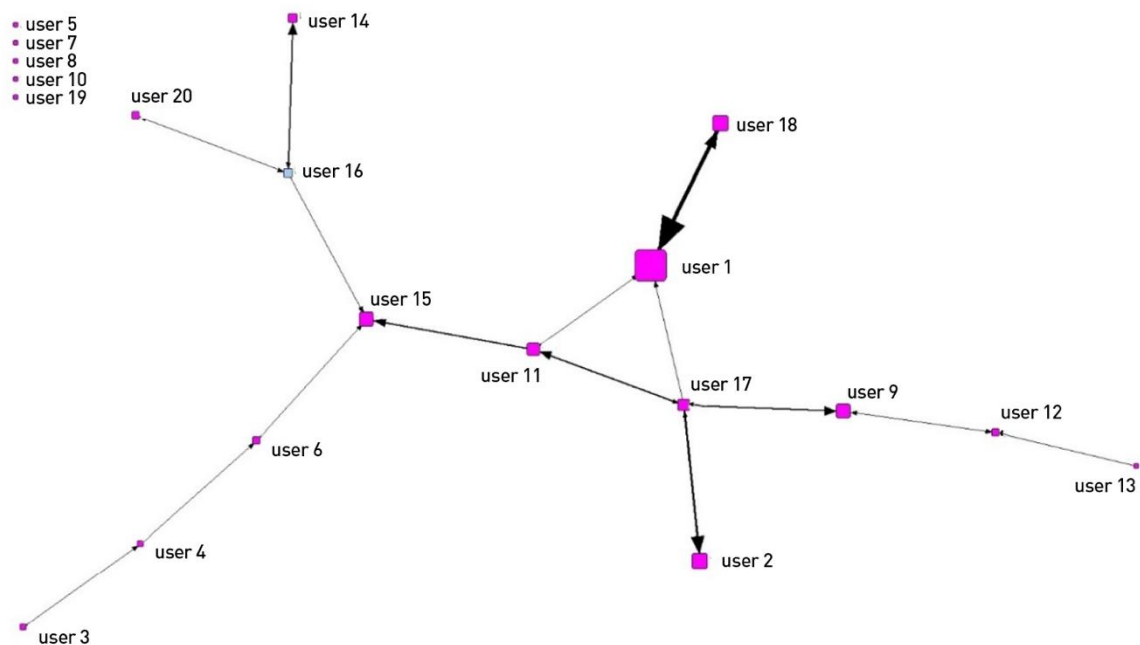 user 5
user 7
user 8
user 10
user 19
user 14
user 20
user 18
user 16
user 1
user 15
user 11
user 17
user 9
user 12
user 6
user 13
user 4
user 2
user 3